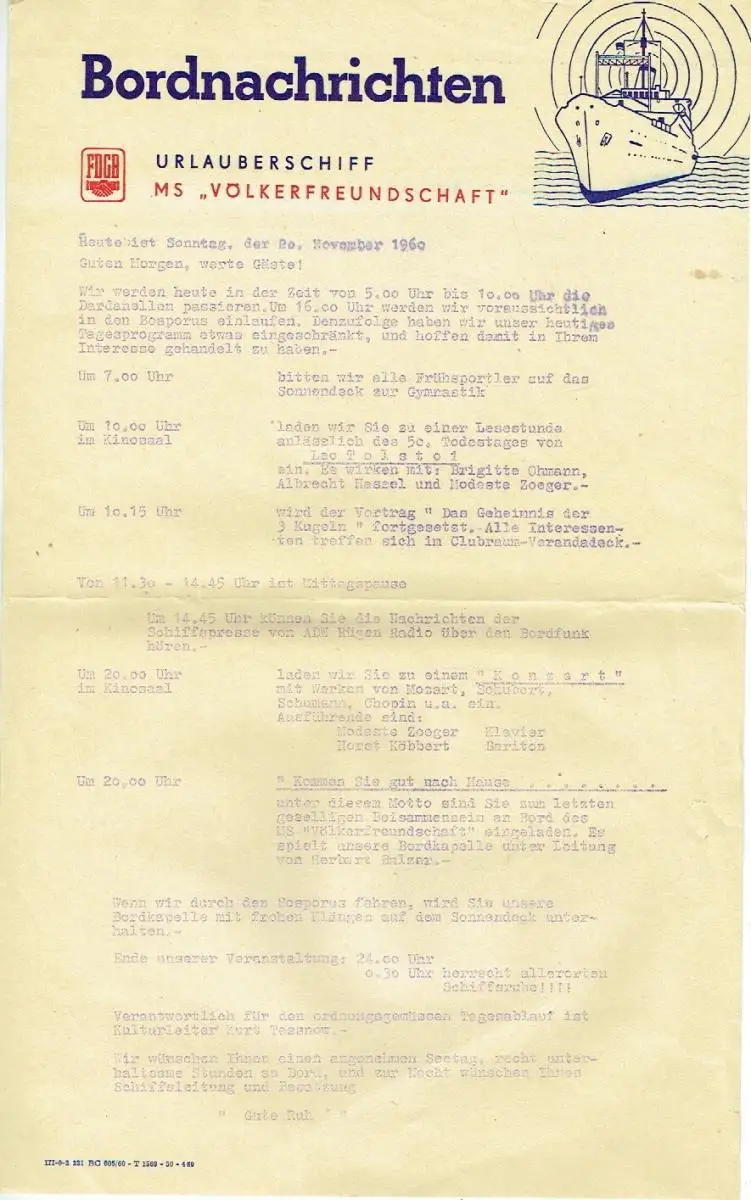 Bordnachrichten
FDGB
URLAUBERSCHIFF
MS „VÖLKERFREUNDSCHAFT"
Heute ist Sonntag, der 20. November 1960
Guten Morgen, werte Gäste!
Wir werden heute in der Zeit von 5.00 Uhr bis 10.00 Uhr die
Dardanellen passieren. Um 16.00 Uhr werden wir voraussichtlich
in den Bosporus einlaufen. Demzufolge haben wir unser heutiges
Tagesprogramm etwas eingeschränkt, und hoffen damit in Ihrem
Interesse gehandelt zu haben.-
Um 7.00 Uhr bitten wir alle Frühsportler auf das
Sonnendeck zur Gymnastik
Um 10.00 Uhr laden wir Sie zu einer Lesestunde
im Kinosaal anlässlich des 50. Todestages von
Leo Tolstoi
ein. Es wirken mit: Brigitte Ohmann,
Albrecht Hassel und Modeste Zoeger.-
Um 10.15 Uhr wird der Vortrag " Das Geheimnis der
3 Kugeln " fortgesetzt. Alle Interessen-
ten treffen sich im Clubraum-Verandadeck.-
Von 11.30 - 14.45 Uhr ist Mittagspause
Um 14.45 Uhr können Sie die Nachrichten der
Schiffspresse von ADN Rügen Radio über den Bordfunk
hören.-
Um 20.00 Uhr laden wir Sie zu einem " K o n z e r t "
im Kinosaal mit Werken von Mozart, Schubert,
Schumann, Chopin u.a. ein.
Ausführende sind:
Modeste Zoeger Klavier
Horst Köbbert Bariton
Um 20.00 Uhr " Kommen Sie gut nach Hause . . . . . . . .
unter diesem Motto sind Sie zum letzten
geselligen Beisammensein an Bord des
MS "Völkerfreundschaft" eingeladen. Es
spielt unsere Bordkapelle unter Leitung
von Herbert Balzer.-
Wenn wir durch den Bosporus fahren, wird Sie unsere
Bordkapelle mit frohen Klängen auf dem Sonnendeck unter-
halten.-
Ende unserer Veranstaltung: 24.00 Uhr
0.30 Uhr herrscht allerorten
Schiffsruhe!!!!
Verantwortlich für den ordnungsgemässen Tagesablauf ist
Kulturleiter Kurt Tessnow.-
Wir wünschen Ihnen einen angenehmen Seetag, recht unter-
haltsame Stunden an Bord, und zur Nacht wünschen Ihnen
Schiffsleitung und Besatzung
" Gute Ruh "
III-9-2 221 BG 605/60 - T 1569 - 50 - 469